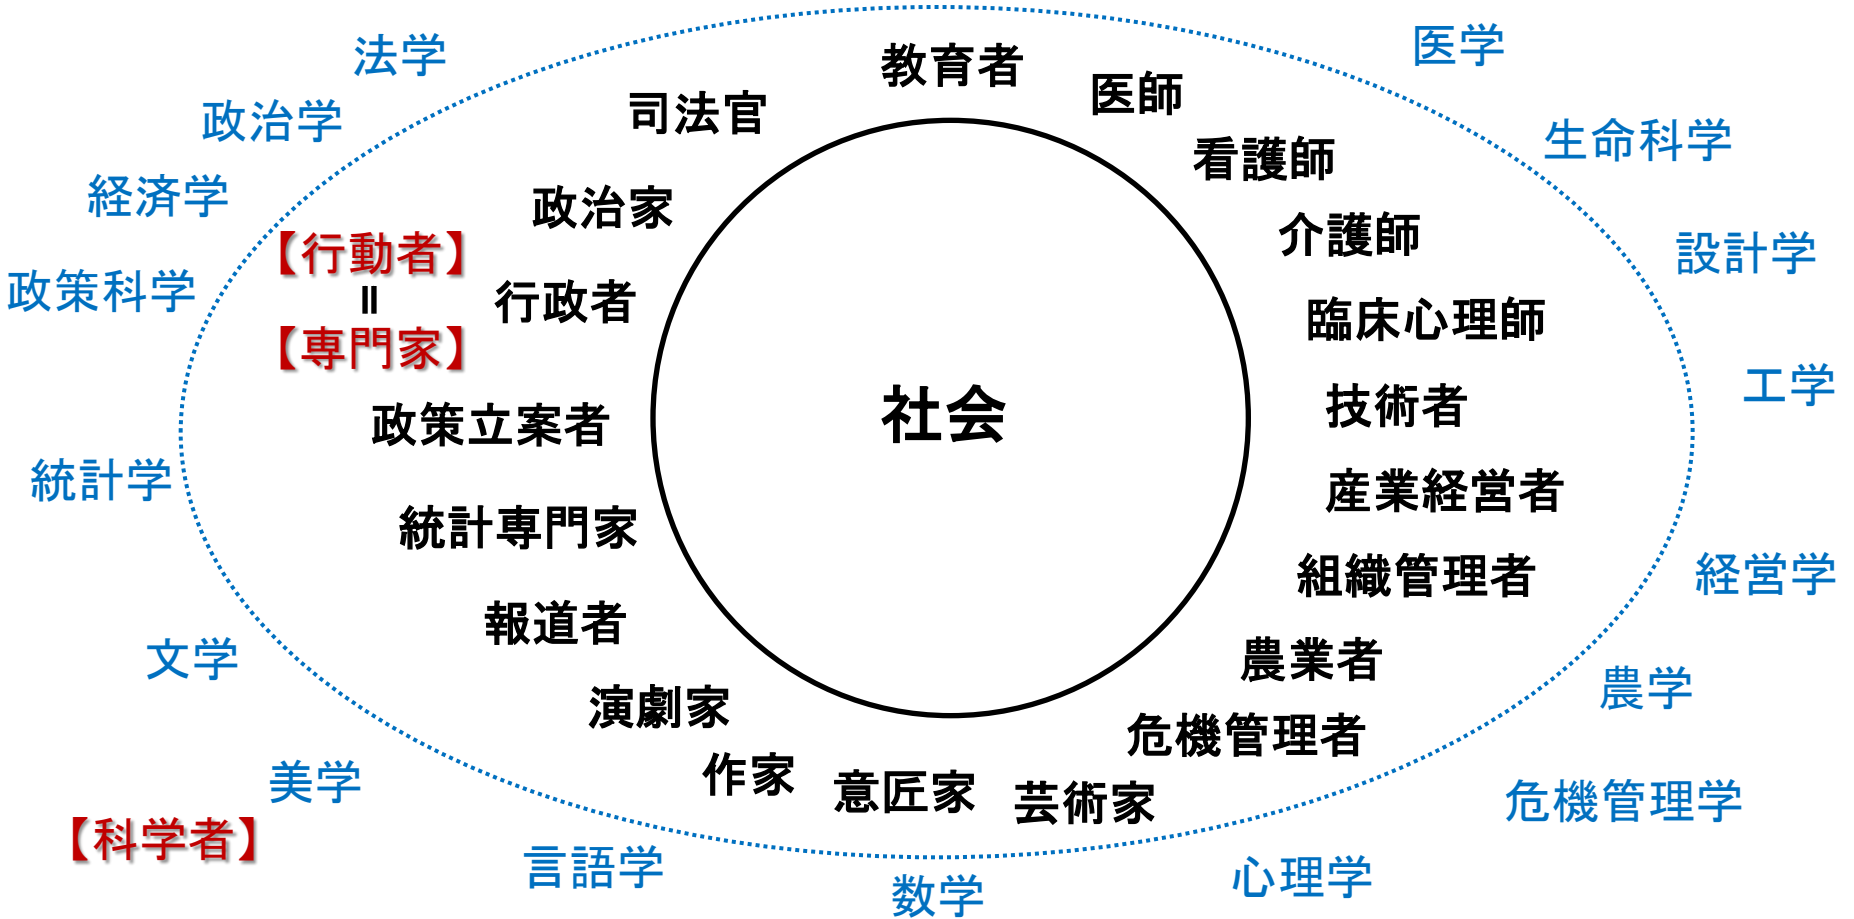 法学
教育者
医学
医師
司法官
政治学
生命科学
看護師
経済学
政治家
介護師
【行動者】
=
【専門家】
設計学
政策科学
行政者
臨床心理師
工学
社会
技術者
政策立案者
統計学
産業経営者
統計専門家
組織管理者
経営学
報道者
文学
農業者
農学
演劇家
危機管理者
美学
作家
意匠家
芸術家
危機管理学
【科学者】
言語学
数学
心理学